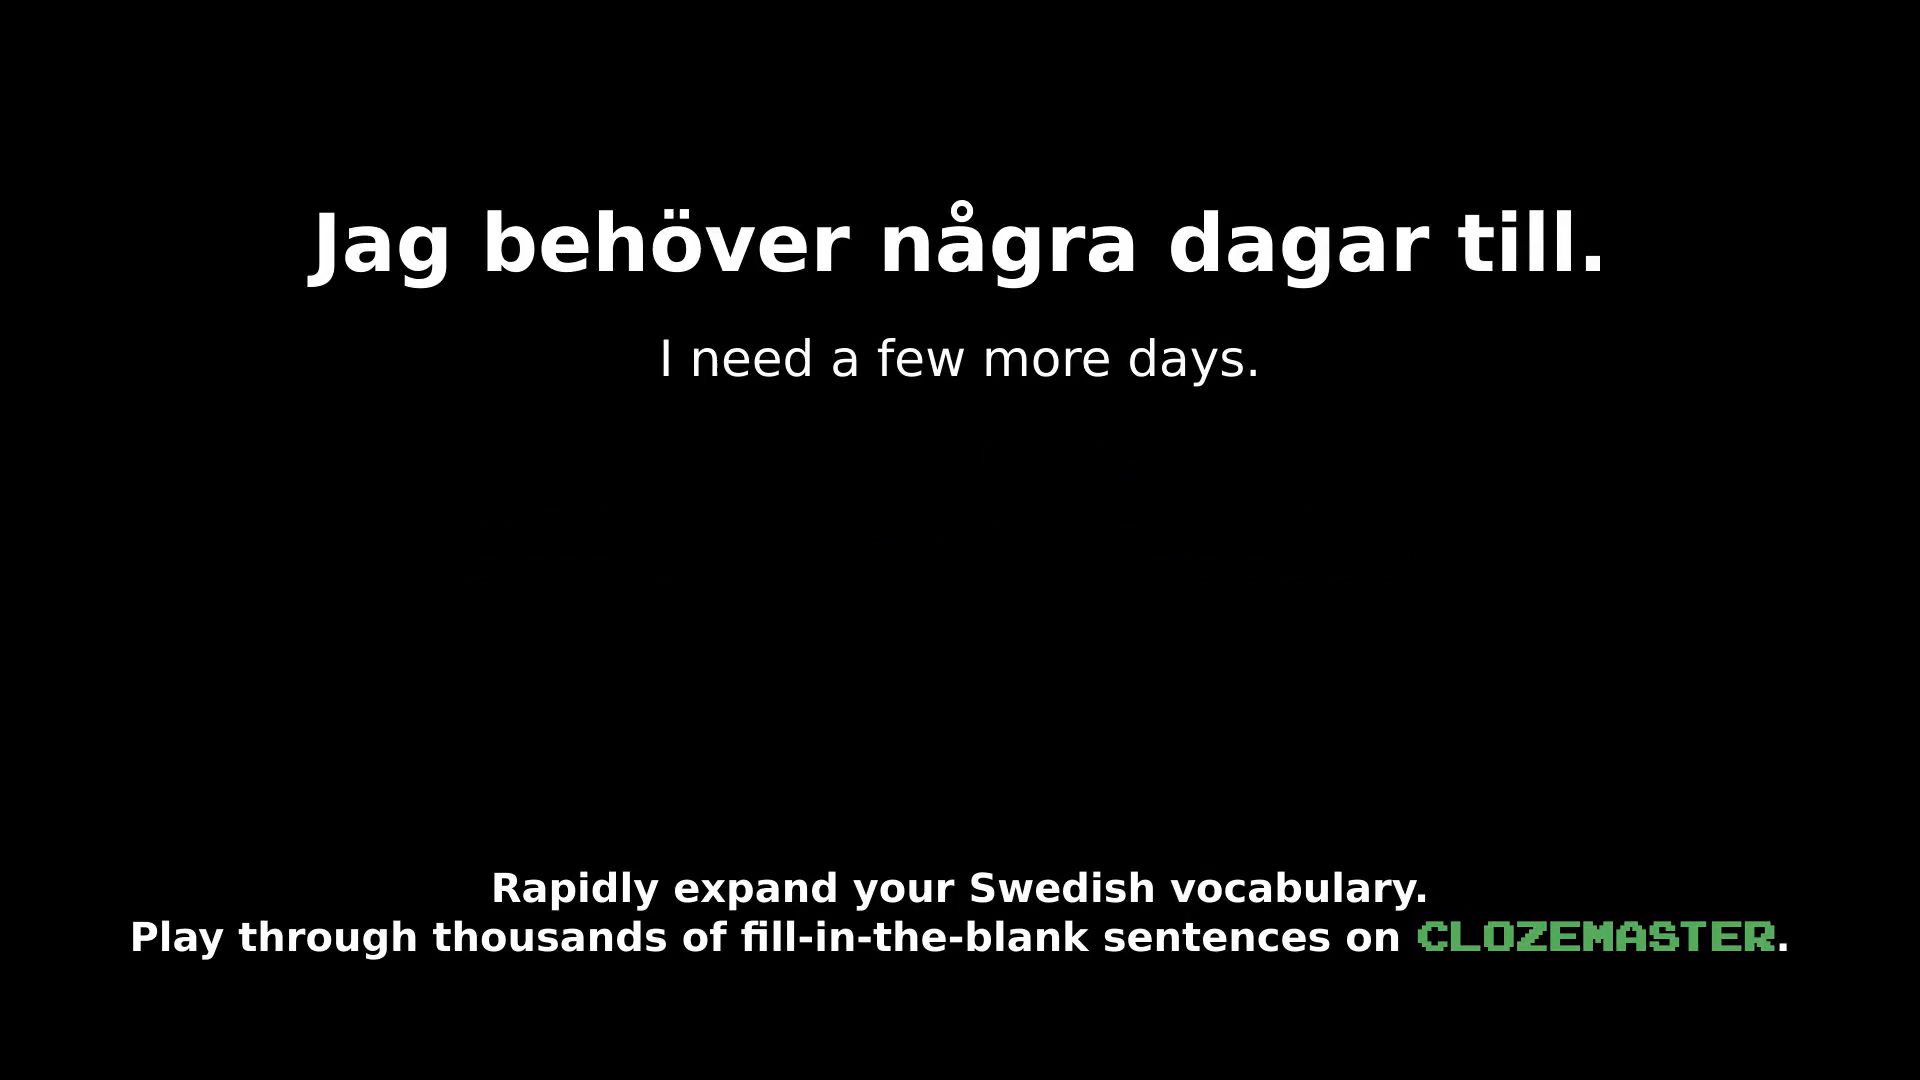 Jag behöver några dagar till.
I need a few more days.
Rapidly expand your Swedish vocabulary.
Play through thousands of fill-in-the-blank sentences on CLOZEMASTER.